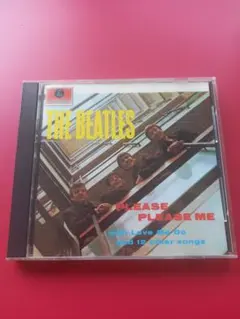 THE BEATLES
PLEASE
PLEASE ME
with Love Me Do
and 12 other songs